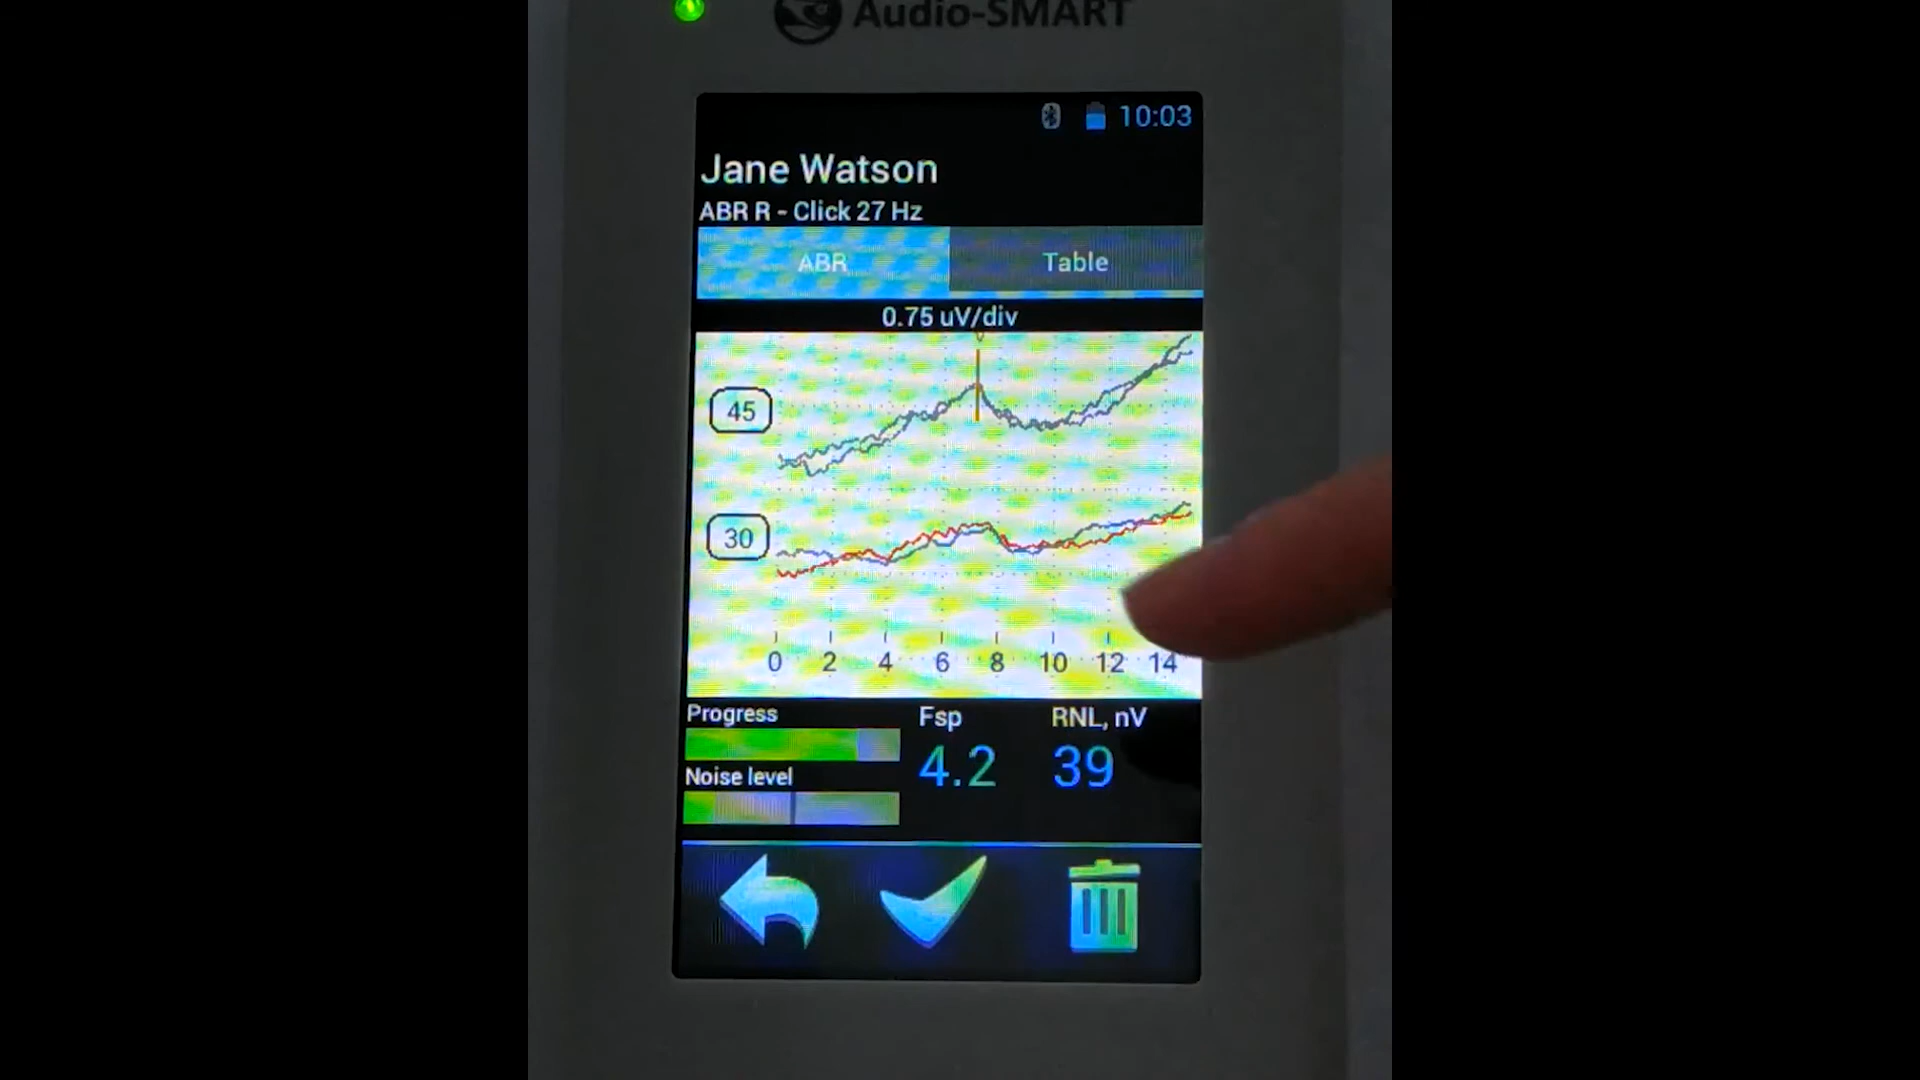 Audio-SMART
10:03
Jane Watson
ABR R - Click 27 Hz
ABR Table
0.75 uV/div
V
45
30
0 2 4 6 8 10 12 14
Progress Fsp RNL, nV
4.2 39
Noise level